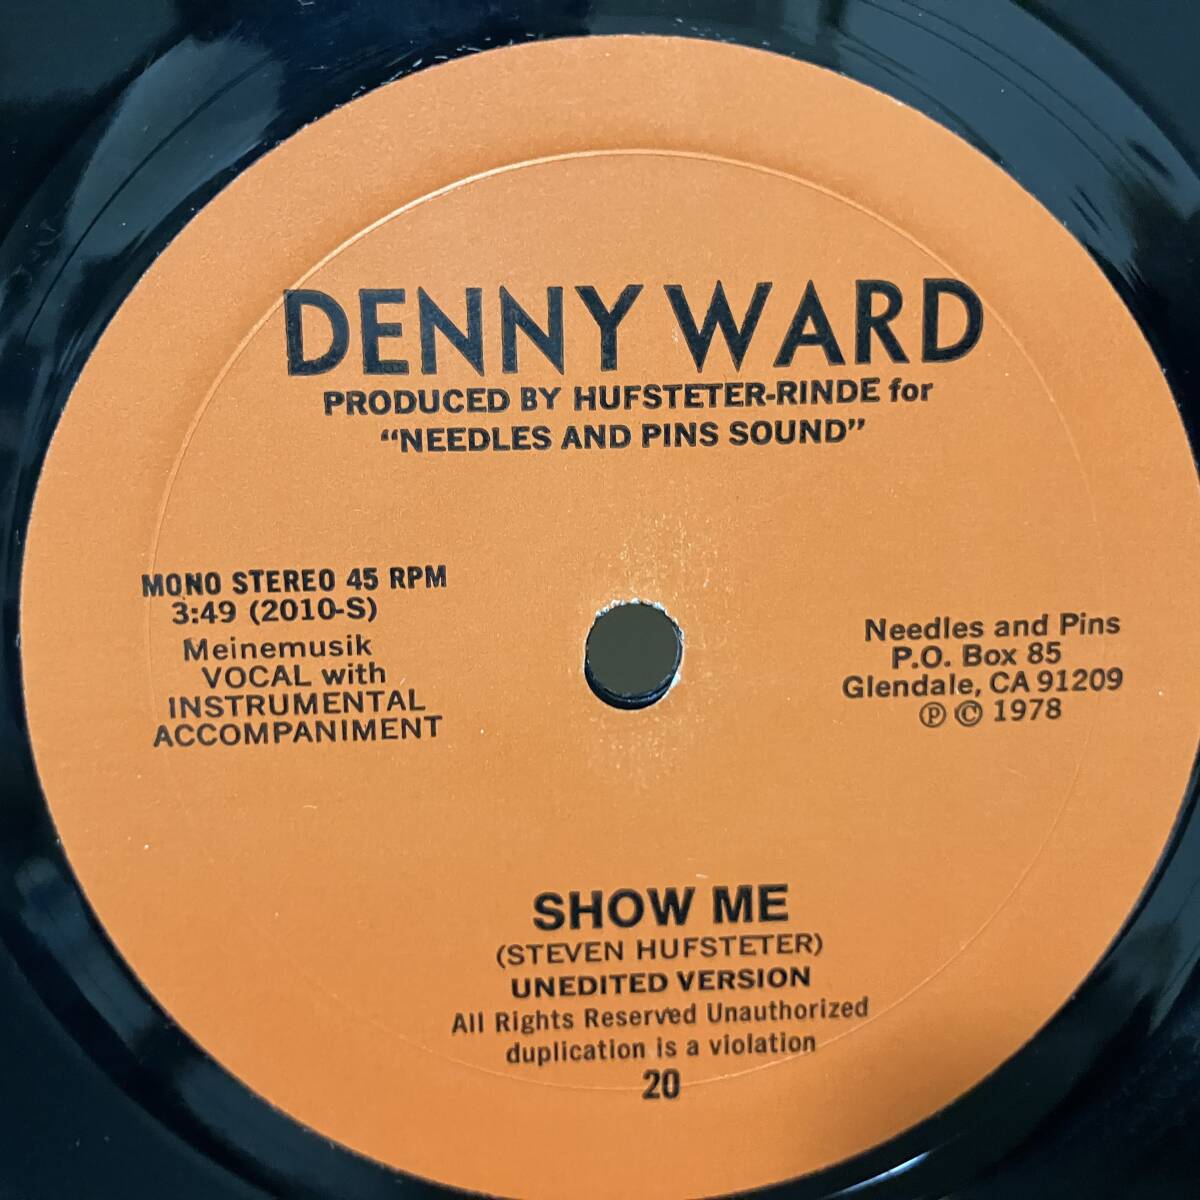 DENNY WARD
PRODUCED BY HUFSTETER-RINDE for
"NEEDLES AND PINS SOUND"
MONO STEREO 45 RPM
3:49 (2010-S)
Meinemusik
VOCAL with
INSTRUMENTAL
ACCOMPANIMENT
Needles and Pins
P.O. Box 85
Glendale, CA 91209
Ⓟ © 1978
SHOW ME
(STEVEN HUFSTETER)
UNEDITED VERSION
All Rights Reserved Unauthorized
duplication is a violation
20